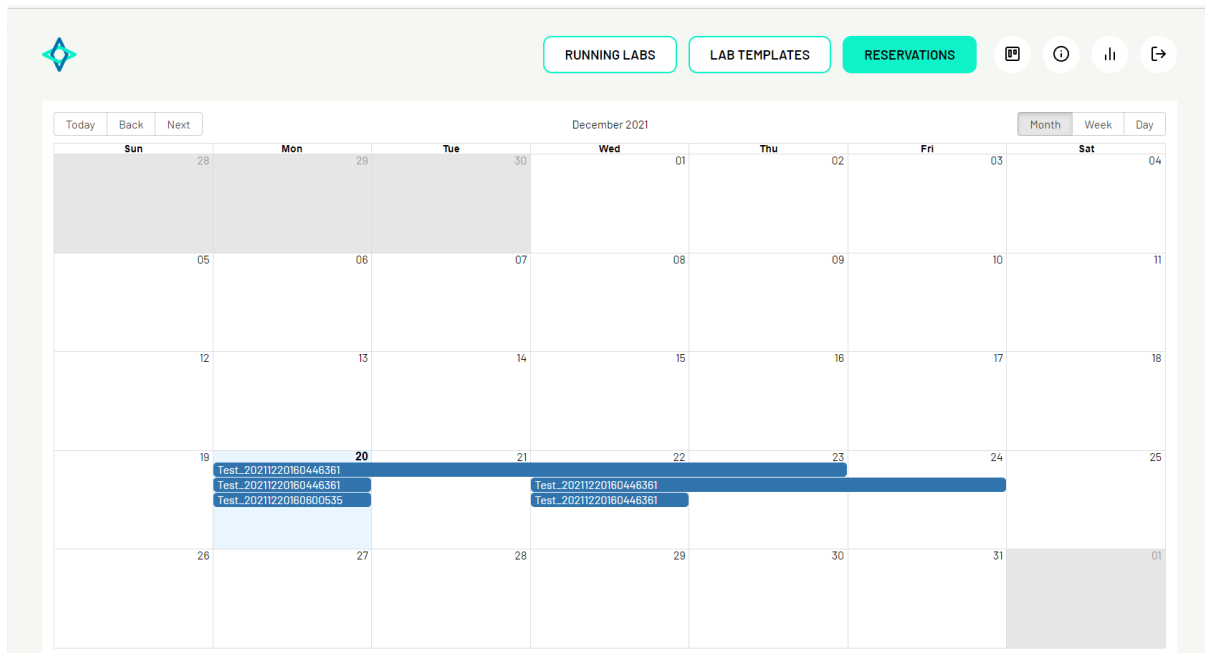 RUNNING LABS LAB TEMPLATES RESERVATIONS
Today Back Next December 2021 Month Week Day
Sun Mon Tue Wed Thu Fri Sat
28 29 30 01 02 03 04
05 06 07 08 09 10 11
12 13 14 15 16 17 18
19 20 21 22 23 24 25
Test_20211220160446361
Test_20211220160446361 Test_20211220160446361
Test_20211220160600535 Test_20211220160446361
26 27 28 29 30 31 01